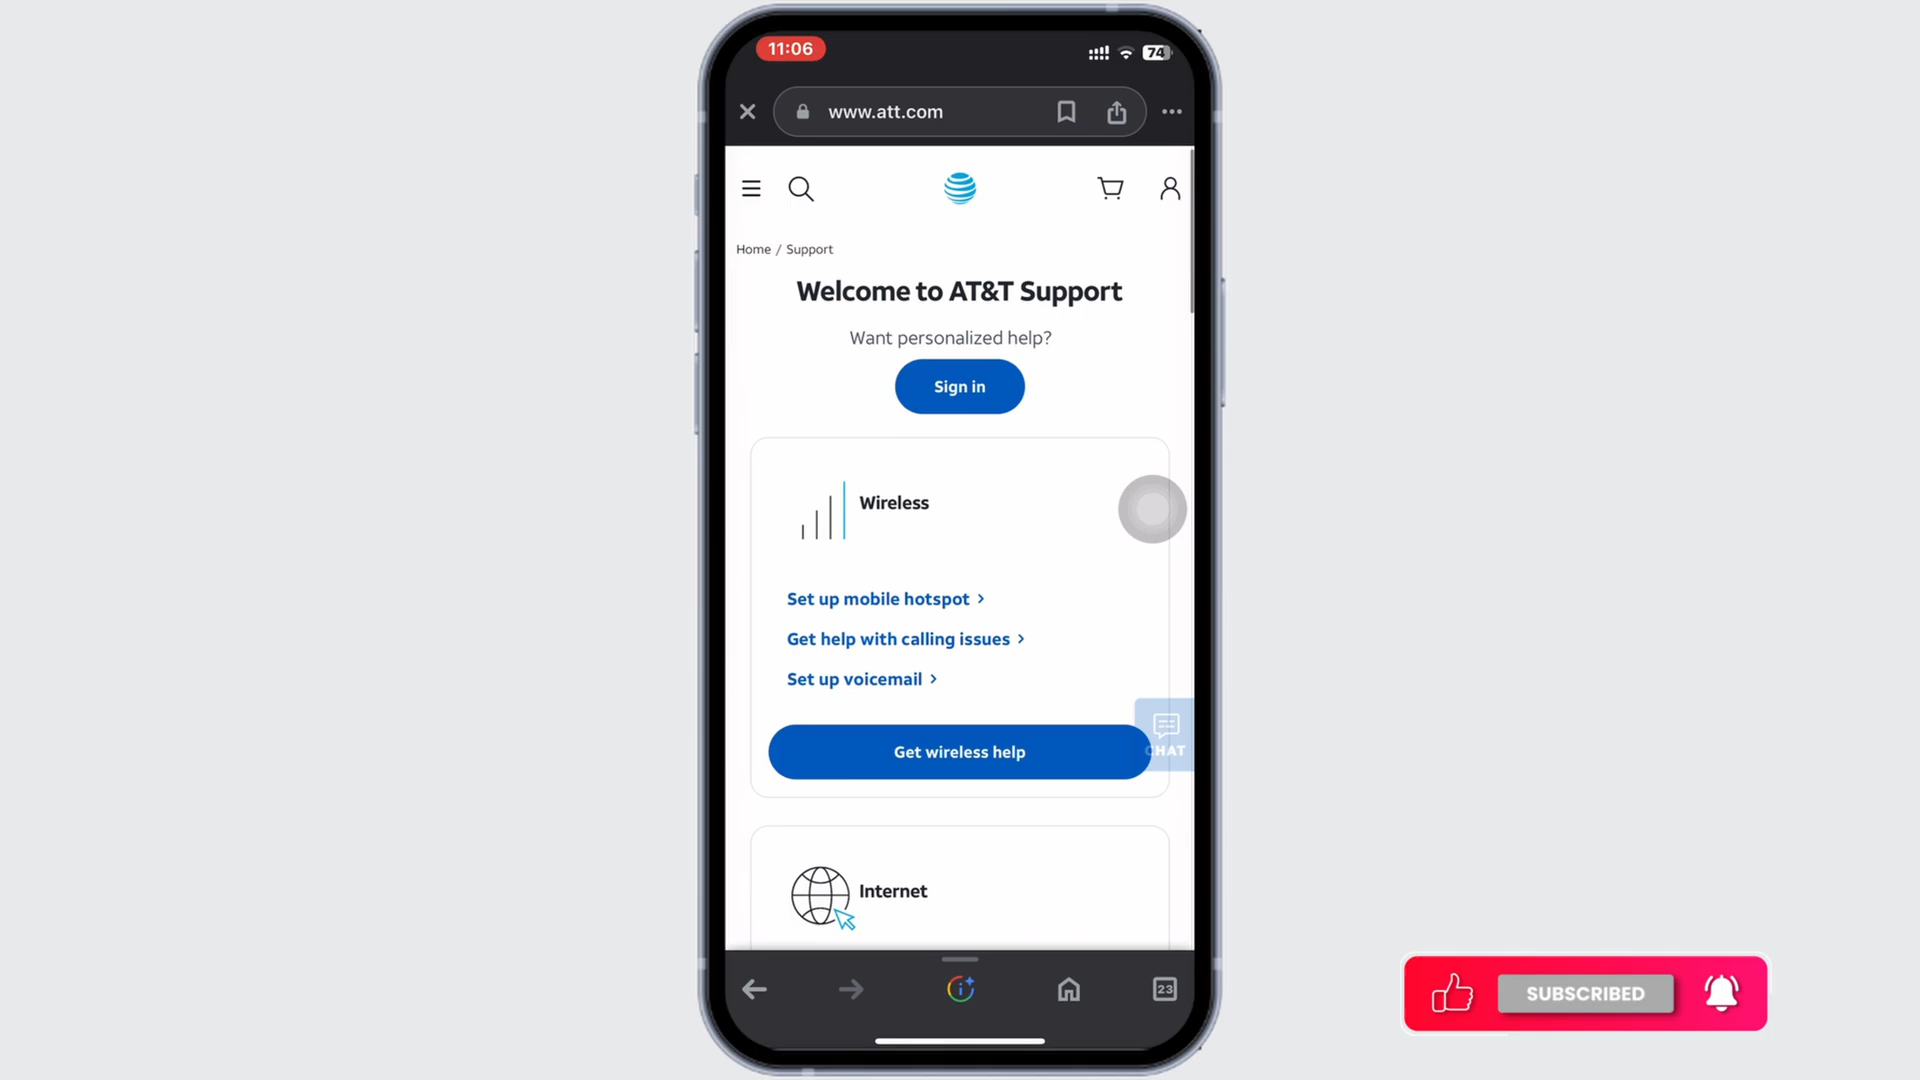 11:06
74
www.att.com
Home / Support
Welcome to AT&T Support
Want personalized help?
Sign in
Wireless
Set up mobile hotspot
Get help with calling issues
Set up voicemail
Get wireless help
CHAT
Internet
23
SUBSCRIBED